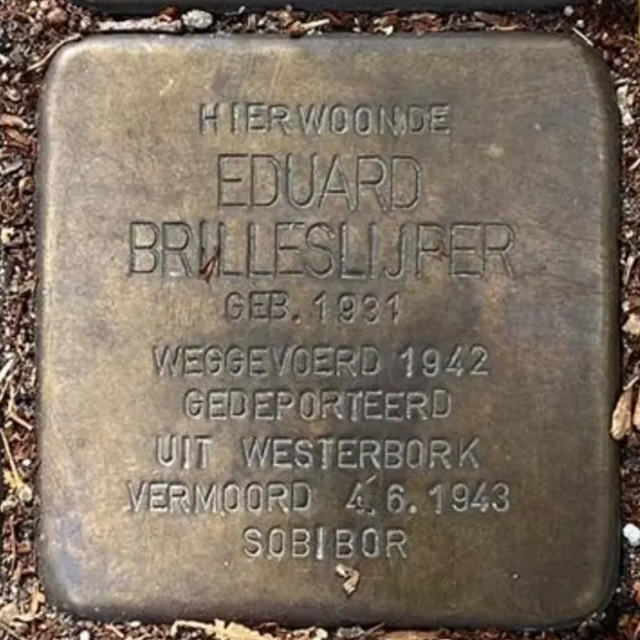 HIER WOONDE
EDUARD
BRILLESLIJPER
GEB. 1931
WEGGEVOERD 1942
GEDEPORTEERD
UIT WESTERBORK
VERMOORD 4.6.1943
SOBIBOR